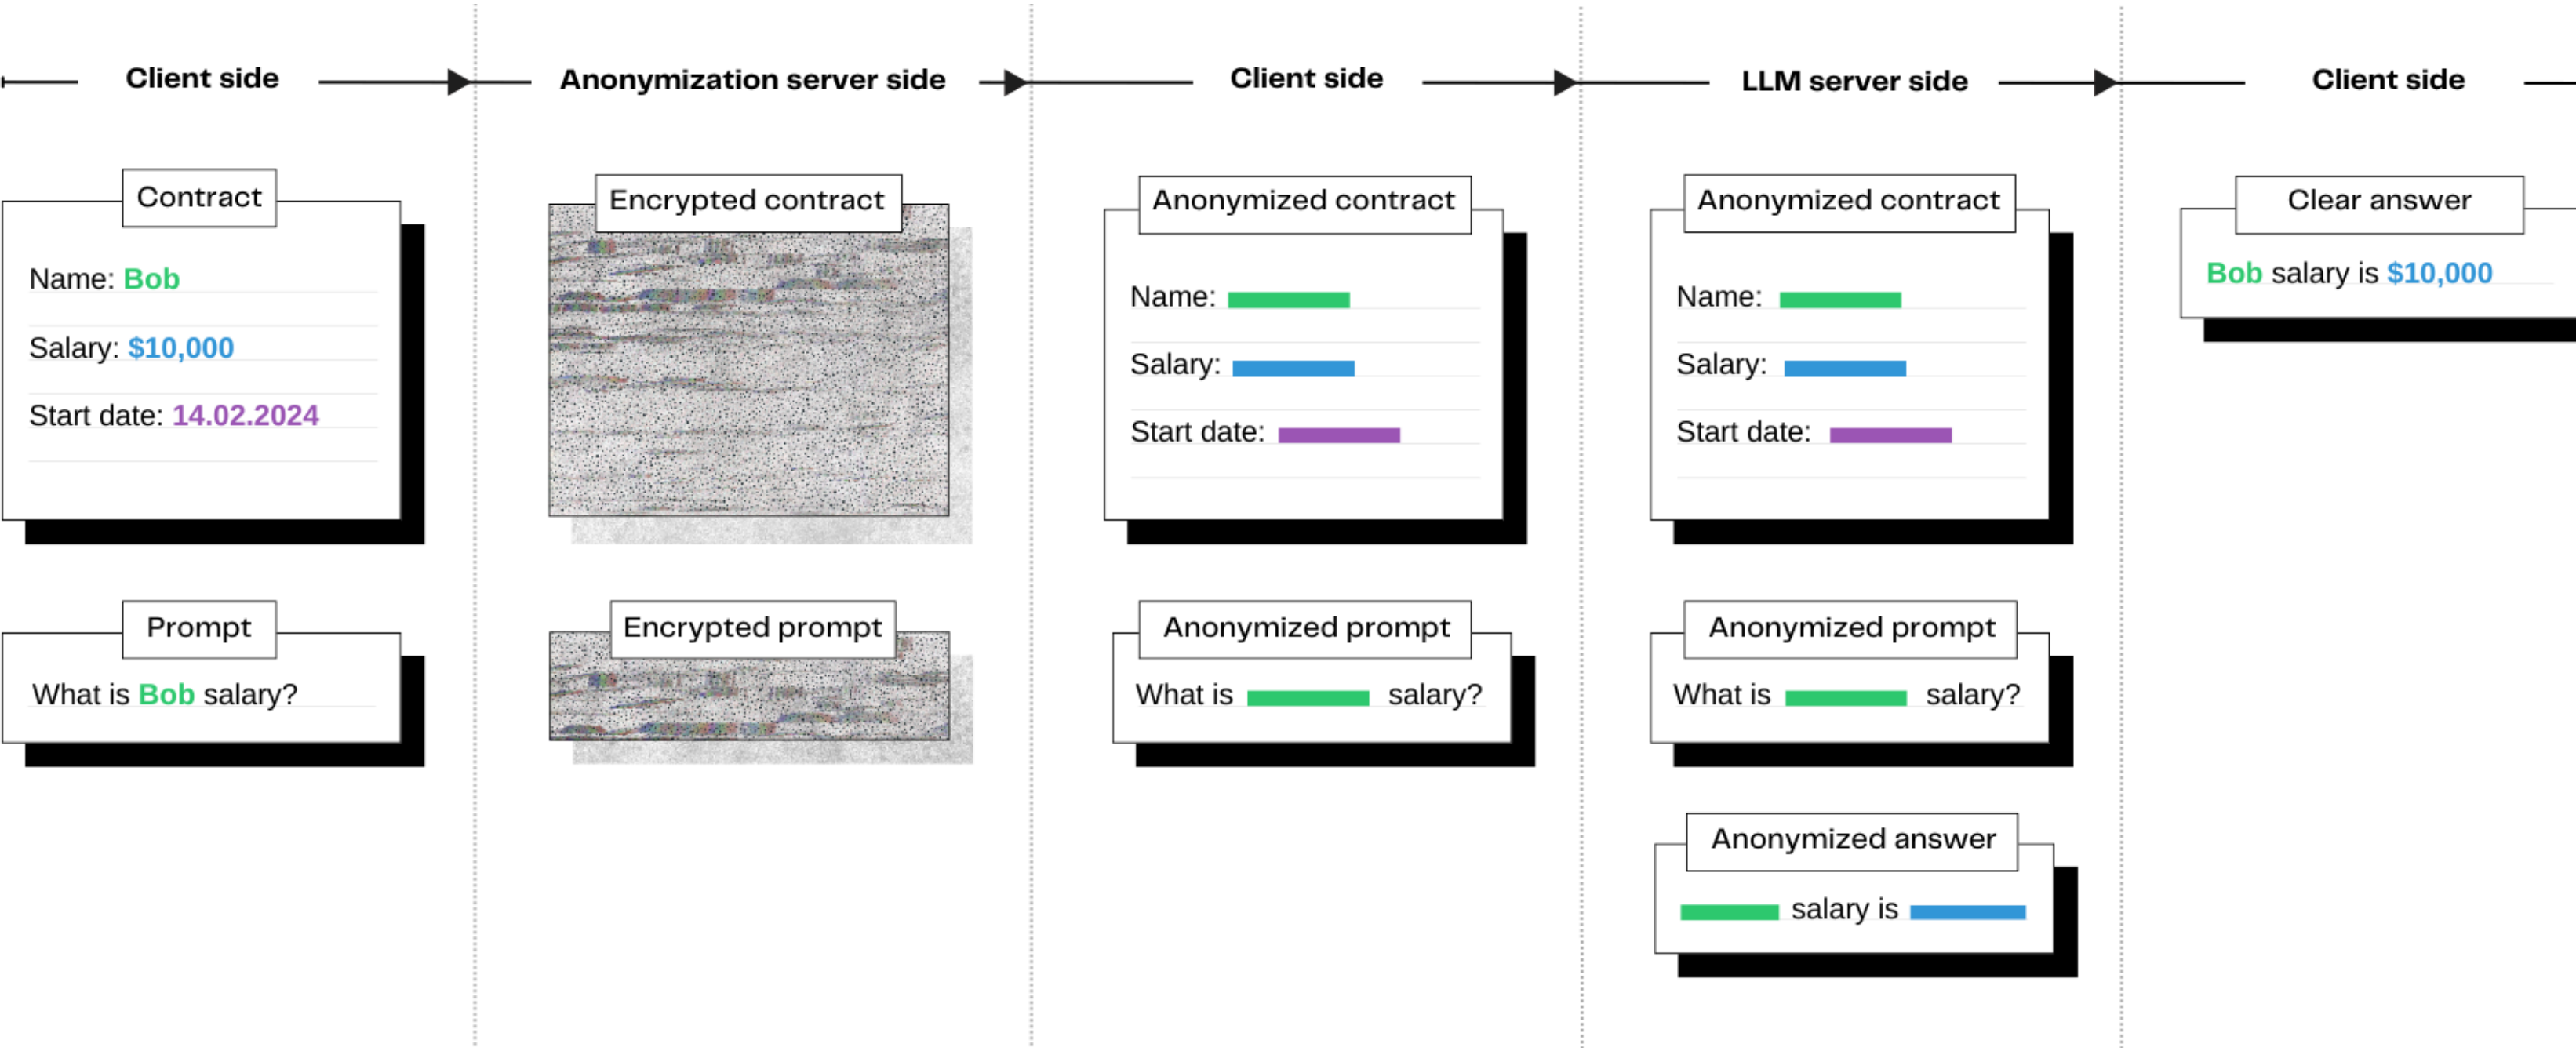 Client side
Anonymization server side
Client side
LLM server side
Client side
Contract
Name: Bob
Salary: $10,000
Start date: 14.02.2024
Prompt
What is Bob salary?
Encrypted contract
Encrypted prompt
Anonymized contract
Name:
Salary:
Start date:
Anonymized prompt
What is salary?
Anonymized contract
Name:
Salary:
Start date:
Anonymized prompt
What is salary?
Anonymized answer
salary is
Clear answer
Bob salary is $10,000